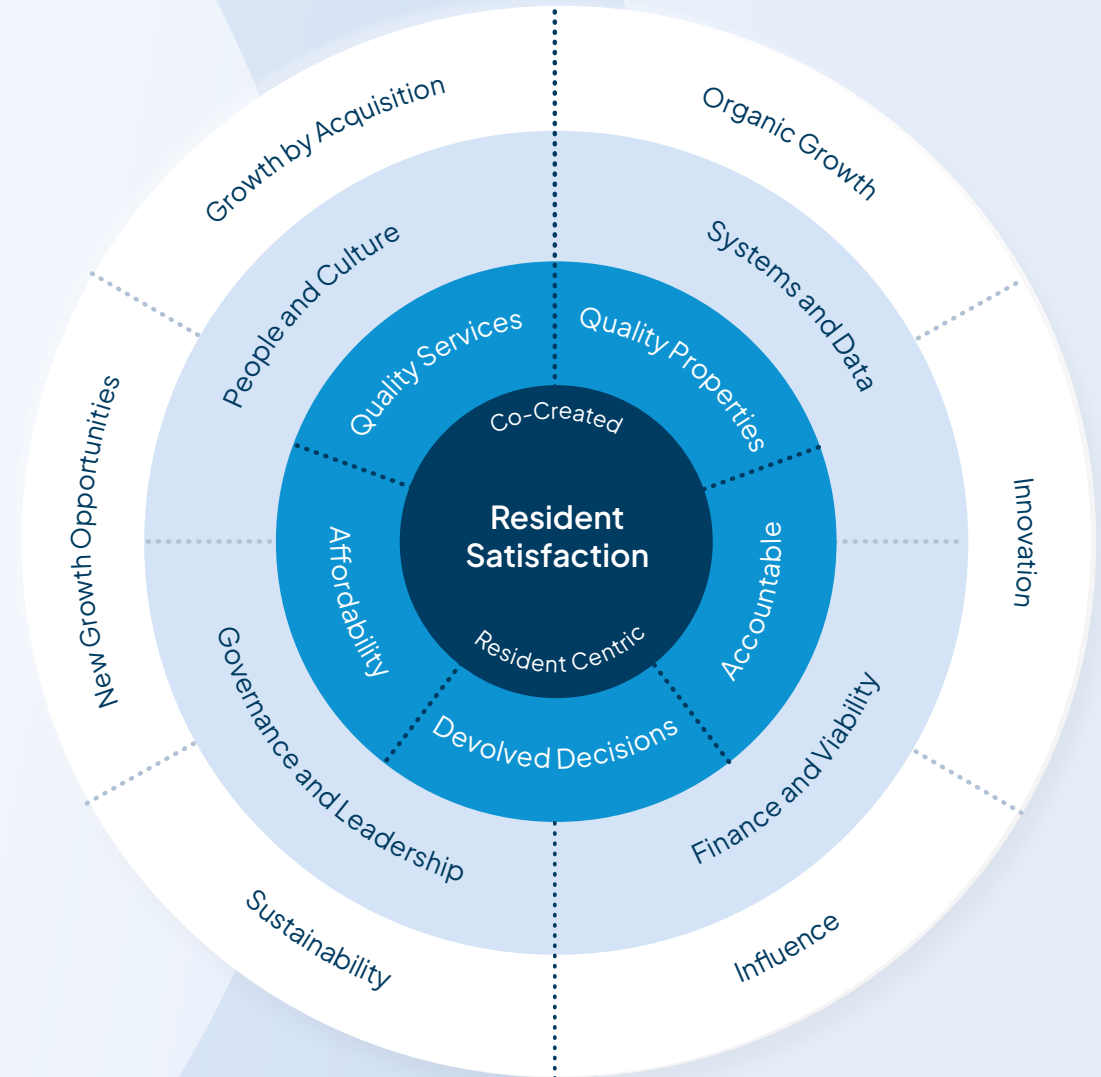 Growth by Acquisition
Organic Growth
People and Culture
Systems and Data
Quality Services
Quality Properties
Co-Created
New Growth Opportunities
Innovation
Resident
Satisfaction
Affordability
Accountable
Resident Centric
Devolved Decisions
Governance and Leadership
Finance and Viability
Sustainability
Influence